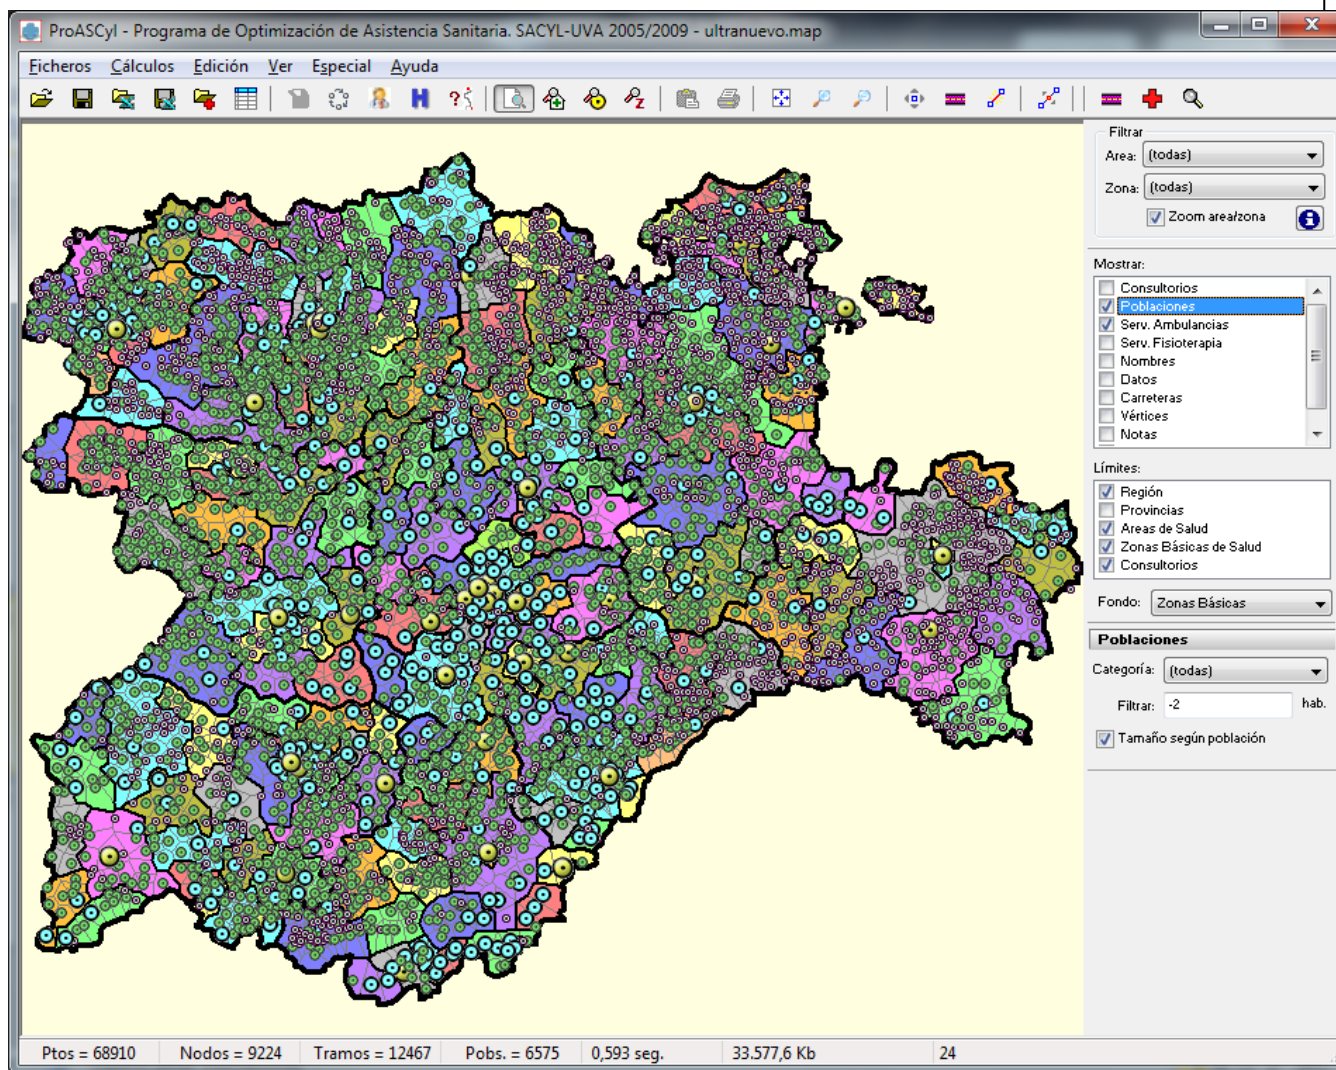 ProASCyl - Programa de Optimización de Asistencia Sanitaria. SACYL-UVA 2005/2009 - ultranuevo.map
Ficheros Cálculos Edición Ver Especial Ayuda
Filtrar
Area: (todas)
Zona: (todas)
Zoom area/zona
Mostrar:
Consultorios
Poblaciones
Serv. Ambulancias
Serv. Fisioterapia
Nombres
Datos
Carreteras
Vértices
Notas
Límites:
Región
Provincias
Areas de Salud
Zonas Básicas de Salud
Consultorios
Fondo: Zonas Básicas
Poblaciones
Categoría: (todas)
Filtrar: -2 hab.
Tamaño según población
Ptos = 68910 Nodos = 9224 Tramos = 12467 Pobs. = 6575 0,593 seg. 33.577,6 Kb 24